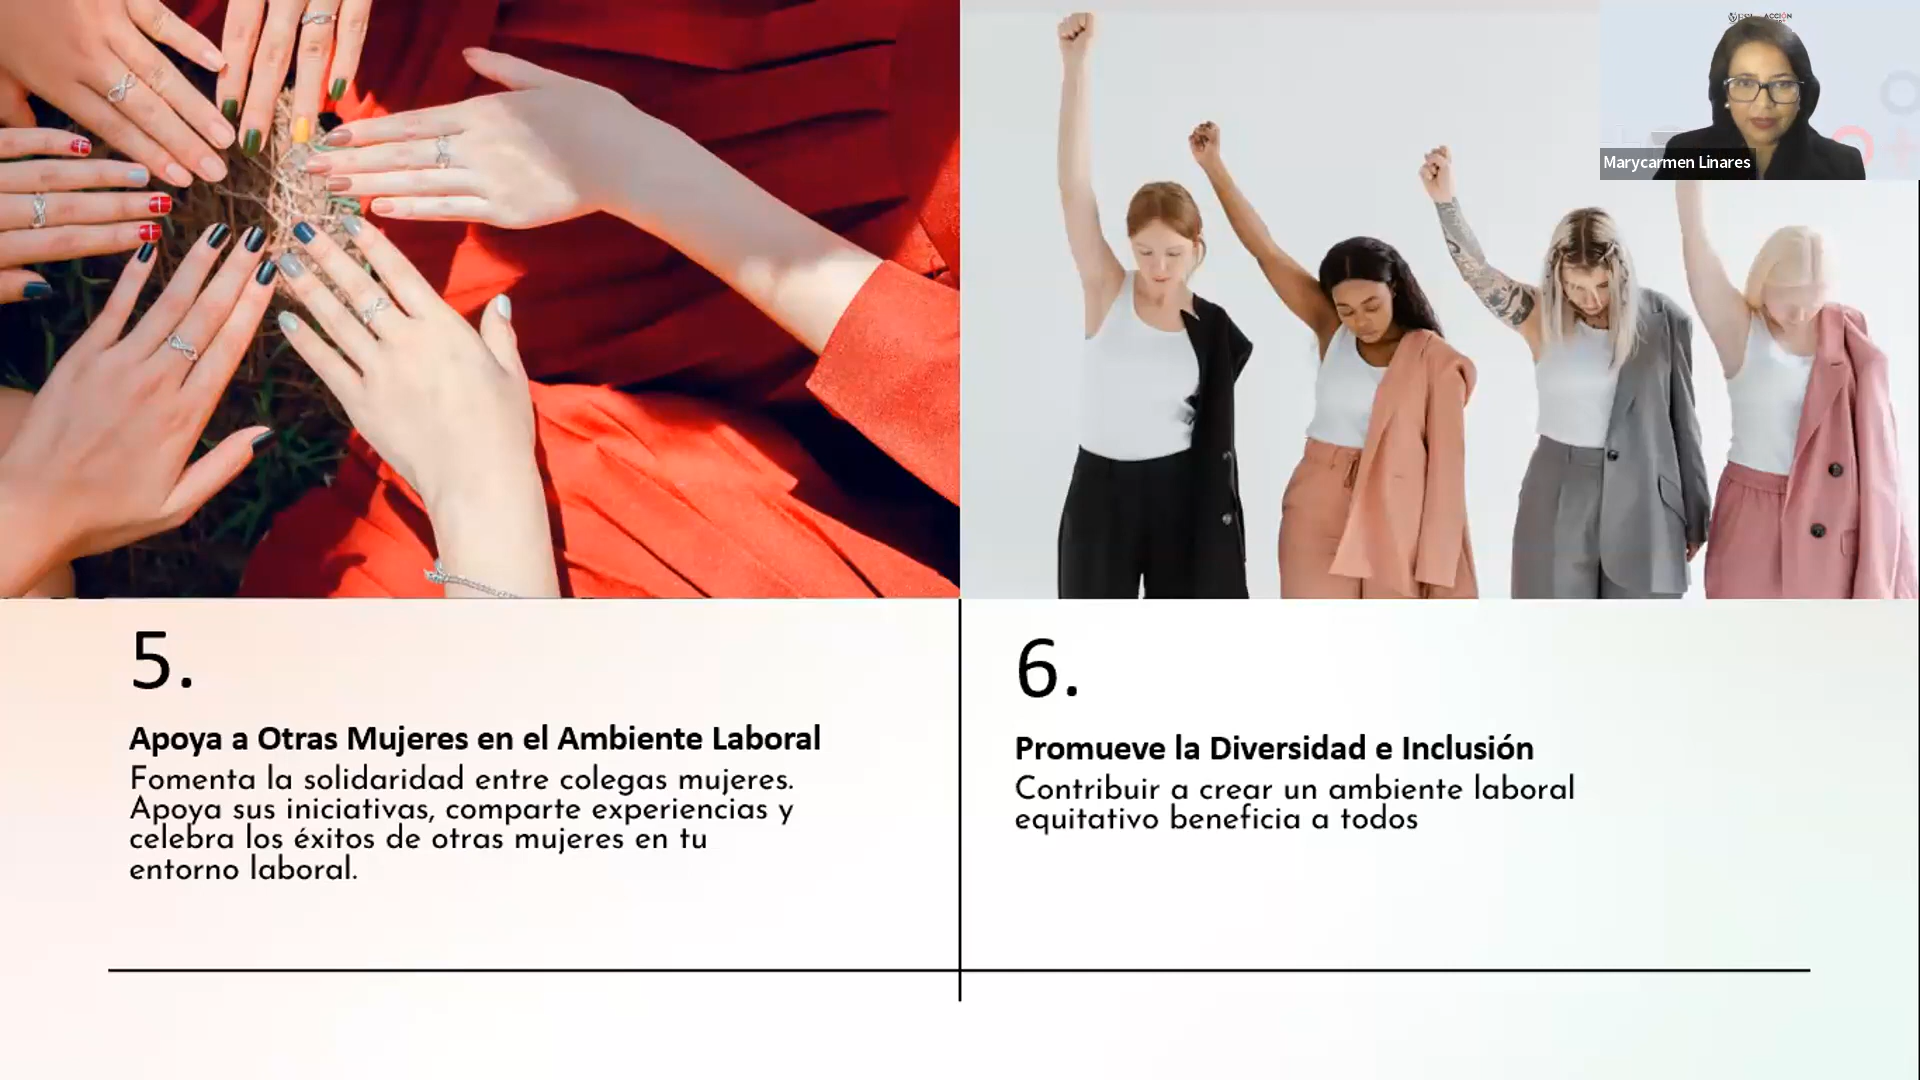 ACCIÓN
Marycarmen Linares
5.
Apoya a Otras Mujeres en el Ambiente Laboral
Fomenta la solidaridad entre colegas mujeres.
Apoya sus iniciativas, comparte experiencias y
celebra los éxitos de otras mujeres en tu
entorno laboral.
6.
Promueve la Diversidad e Inclusión
Contribuir a crear un ambiente laboral
equitativo beneficia a todos